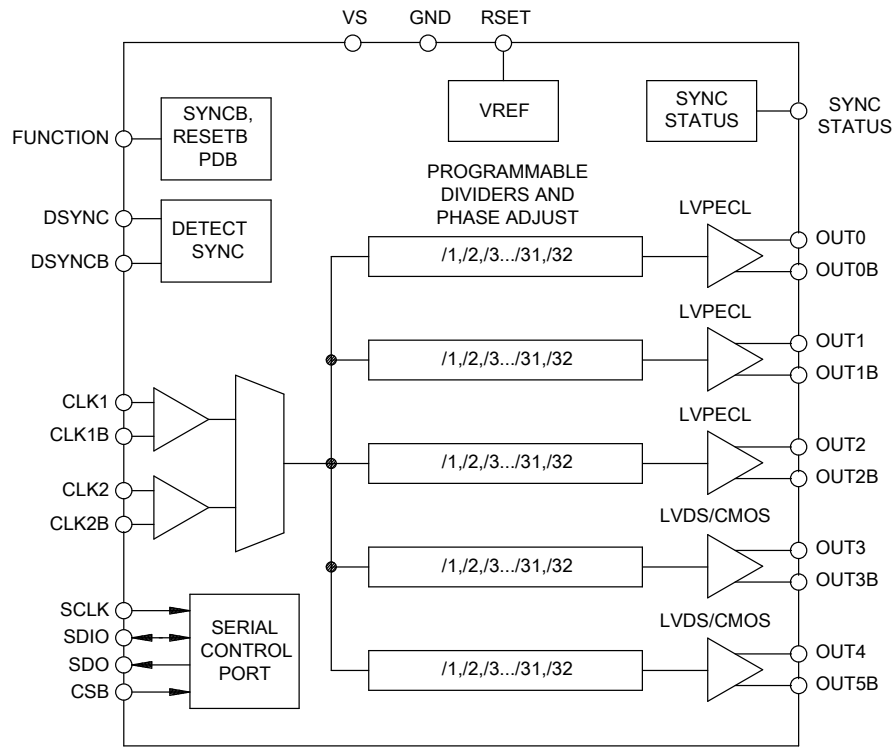 VS
GND
RSET
FUNCTION
SYNCB,
RESETB
PDB
VREF
SYNC
STATUS
SYNC
STATUS
DSYNC
DSYNCB
DETECT
SYNC
PROGRAMMABLE
DIVIDERS AND
PHASE ADJUST
LVPECL
/1,/2,/3.../31,/32
OUT0
OUT0B
LVPECL
/1,/2,/3.../31,/32
OUT1
OUT1B
CLK1
CLK1B
LVPECL
/1,/2,/3.../31,/32
OUT2
OUT2B
CLK2
CLK2B
LVDS/CMOS
/1,/2,/3.../31,/32
OUT3
OUT3B
SCLK
SDIO
SDO
CSB
SERIAL
CONTROL
PORT
LVDS/CMOS
/1,/2,/3.../31,/32
OUT4
OUT5B